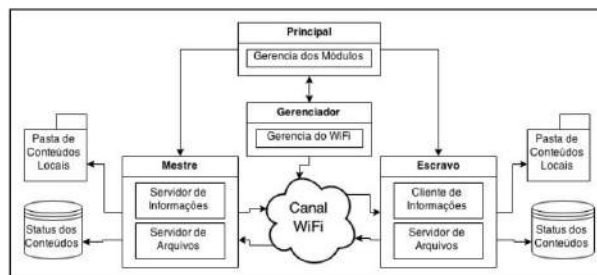 Principal
Gerencia dos Módulos
Gerenciador
Gerencia do WiFi
Pasta de
Conteúdos
Locais
Mestre
Servidor de
Informações
Servidor de
Arquivos
Status dos
Conteúdos
Canal
WiFi
Escravo
Cliente de
Informações
Servidor de
Arquivos
Pasta de
Conteúdos
Locais
Status dos
Conteúdos